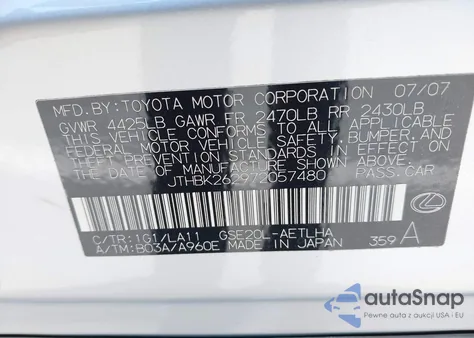 MFD. BY: TOYOTA MOTOR CORPORATION 07/07
GVWR 4425LB GAWR FR 2470LB RR 2430LB
THIS VEHICLE CONFORMS TO ALL APPLICABLE
FEDERAL MOTOR VEHICLE SAFETY, BUMPER, AND
THEFT PREVENTION STANDARDS IN EFFECT ON
THE DATE OF MANUFACTURE SHOWN ABOVE.
JTHBK262972057480 PASS. CAR
C/TR: 1G1/LA11 GSE20L-AETLHA
A/TM: B03A/A960E MADE IN JAPAN 359 A
autoSnap
Pewne auta z aukcji USA i EU